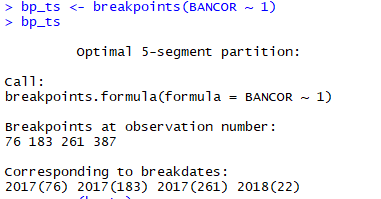 > bp_ts <- breakpoints(BANCOR ~ 1)
> bp_ts
Optimal 5-segment partition:
Call:
breakpoints.formula(formula = BANCOR ~ 1)
Breakpoints at observation number:
76 183 261 387
Corresponding to breakdates:
2017(76) 2017(183) 2017(261) 2018(22)